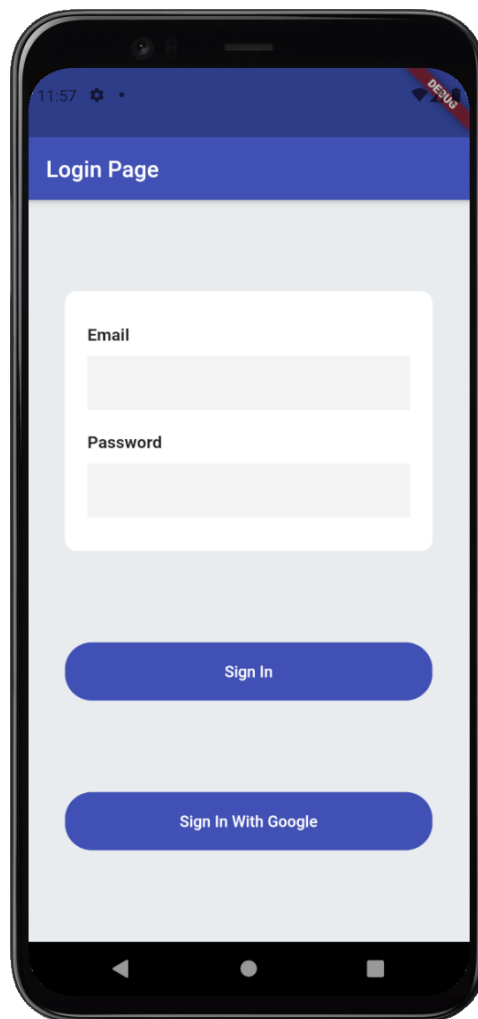 11:57
DEBUG
Login Page
Email
Password
Sign In
Sign In With Google